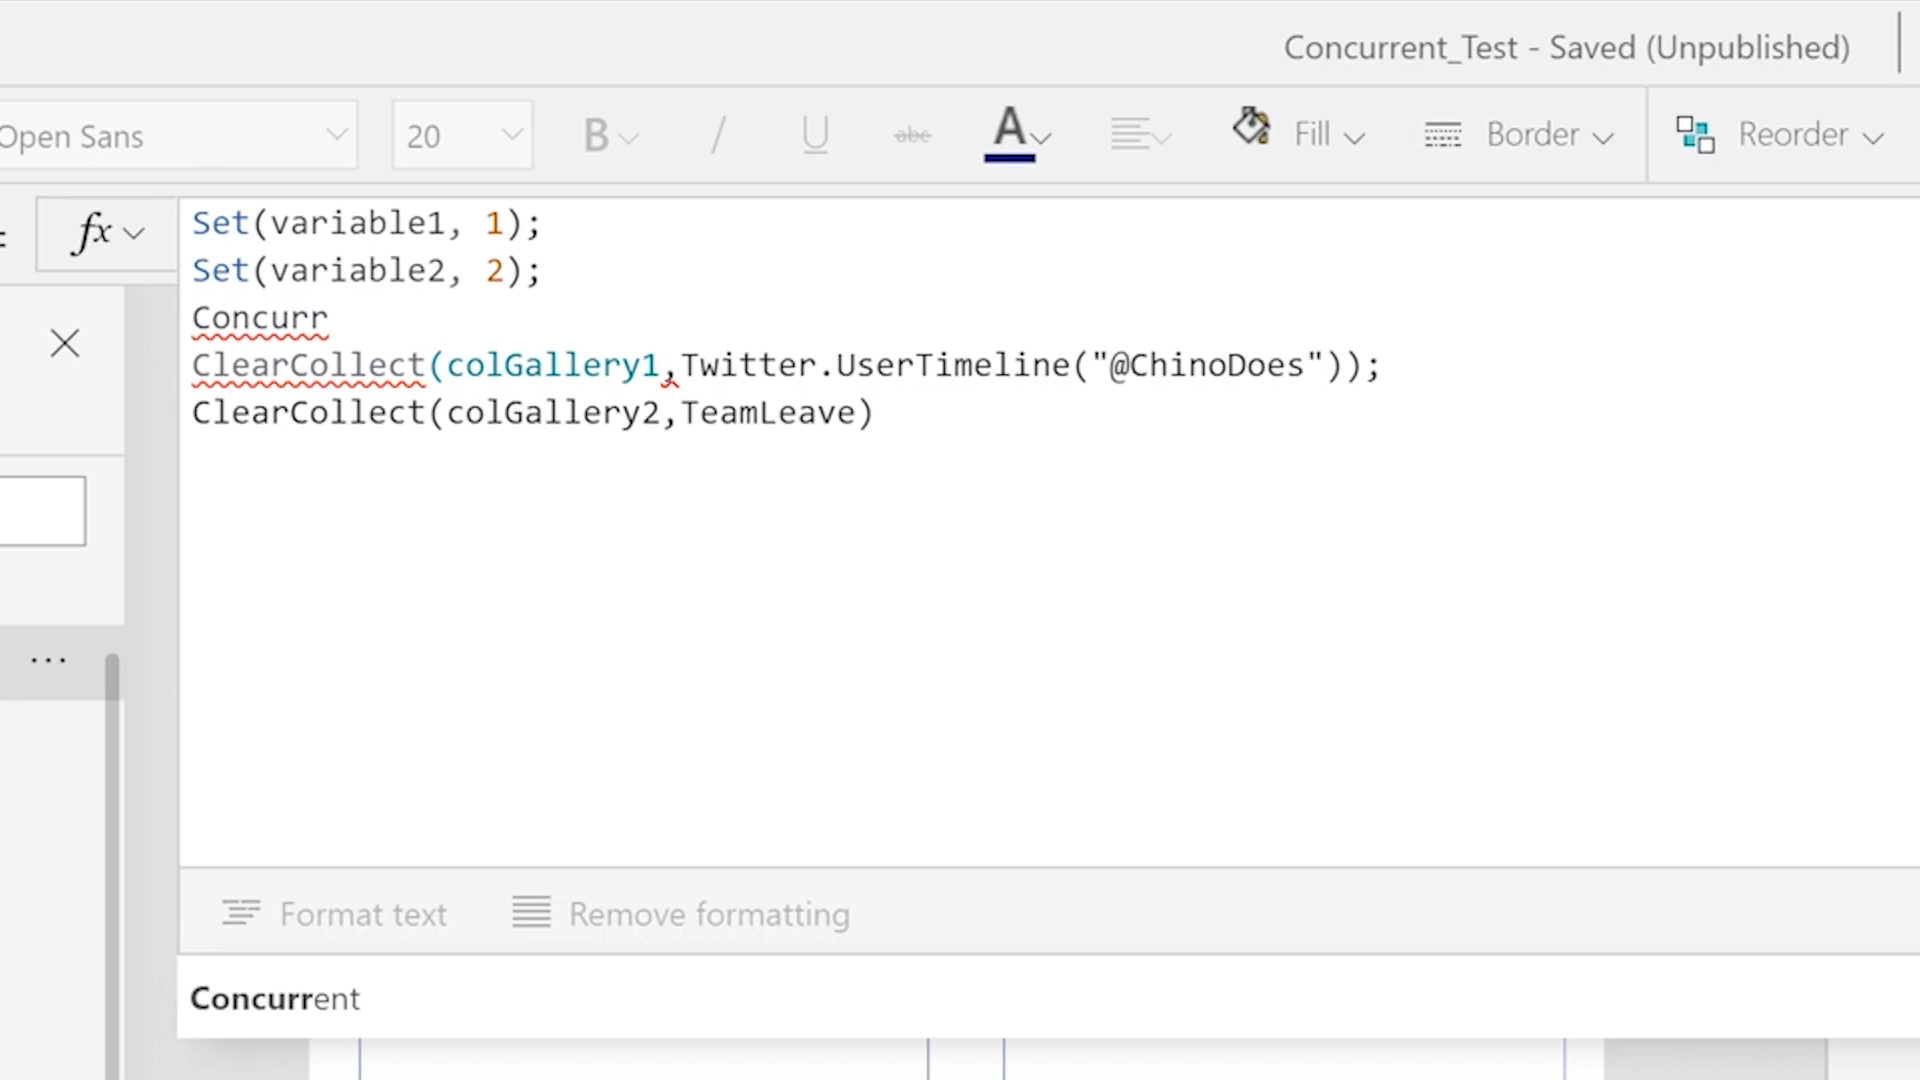 Concurrent_Test - Saved (Unpublished)
Open Sans 20 B / U abc A Fill Border Reorder
= fx
Set(variable1, 1);
Set(variable2, 2);
Concurr
ClearCollect(colGallery1,Twitter.UserTimeline("@ChinoDoes"));
ClearCollect(colGallery2,TeamLeave)
Format text Remove formatting
Concurrent